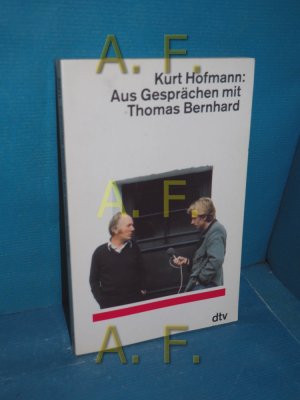 A. F.
Kurt Hofmann:
Aus Gesprächen mit
Thomas Bernhard
A. F.
dtv
A. F.